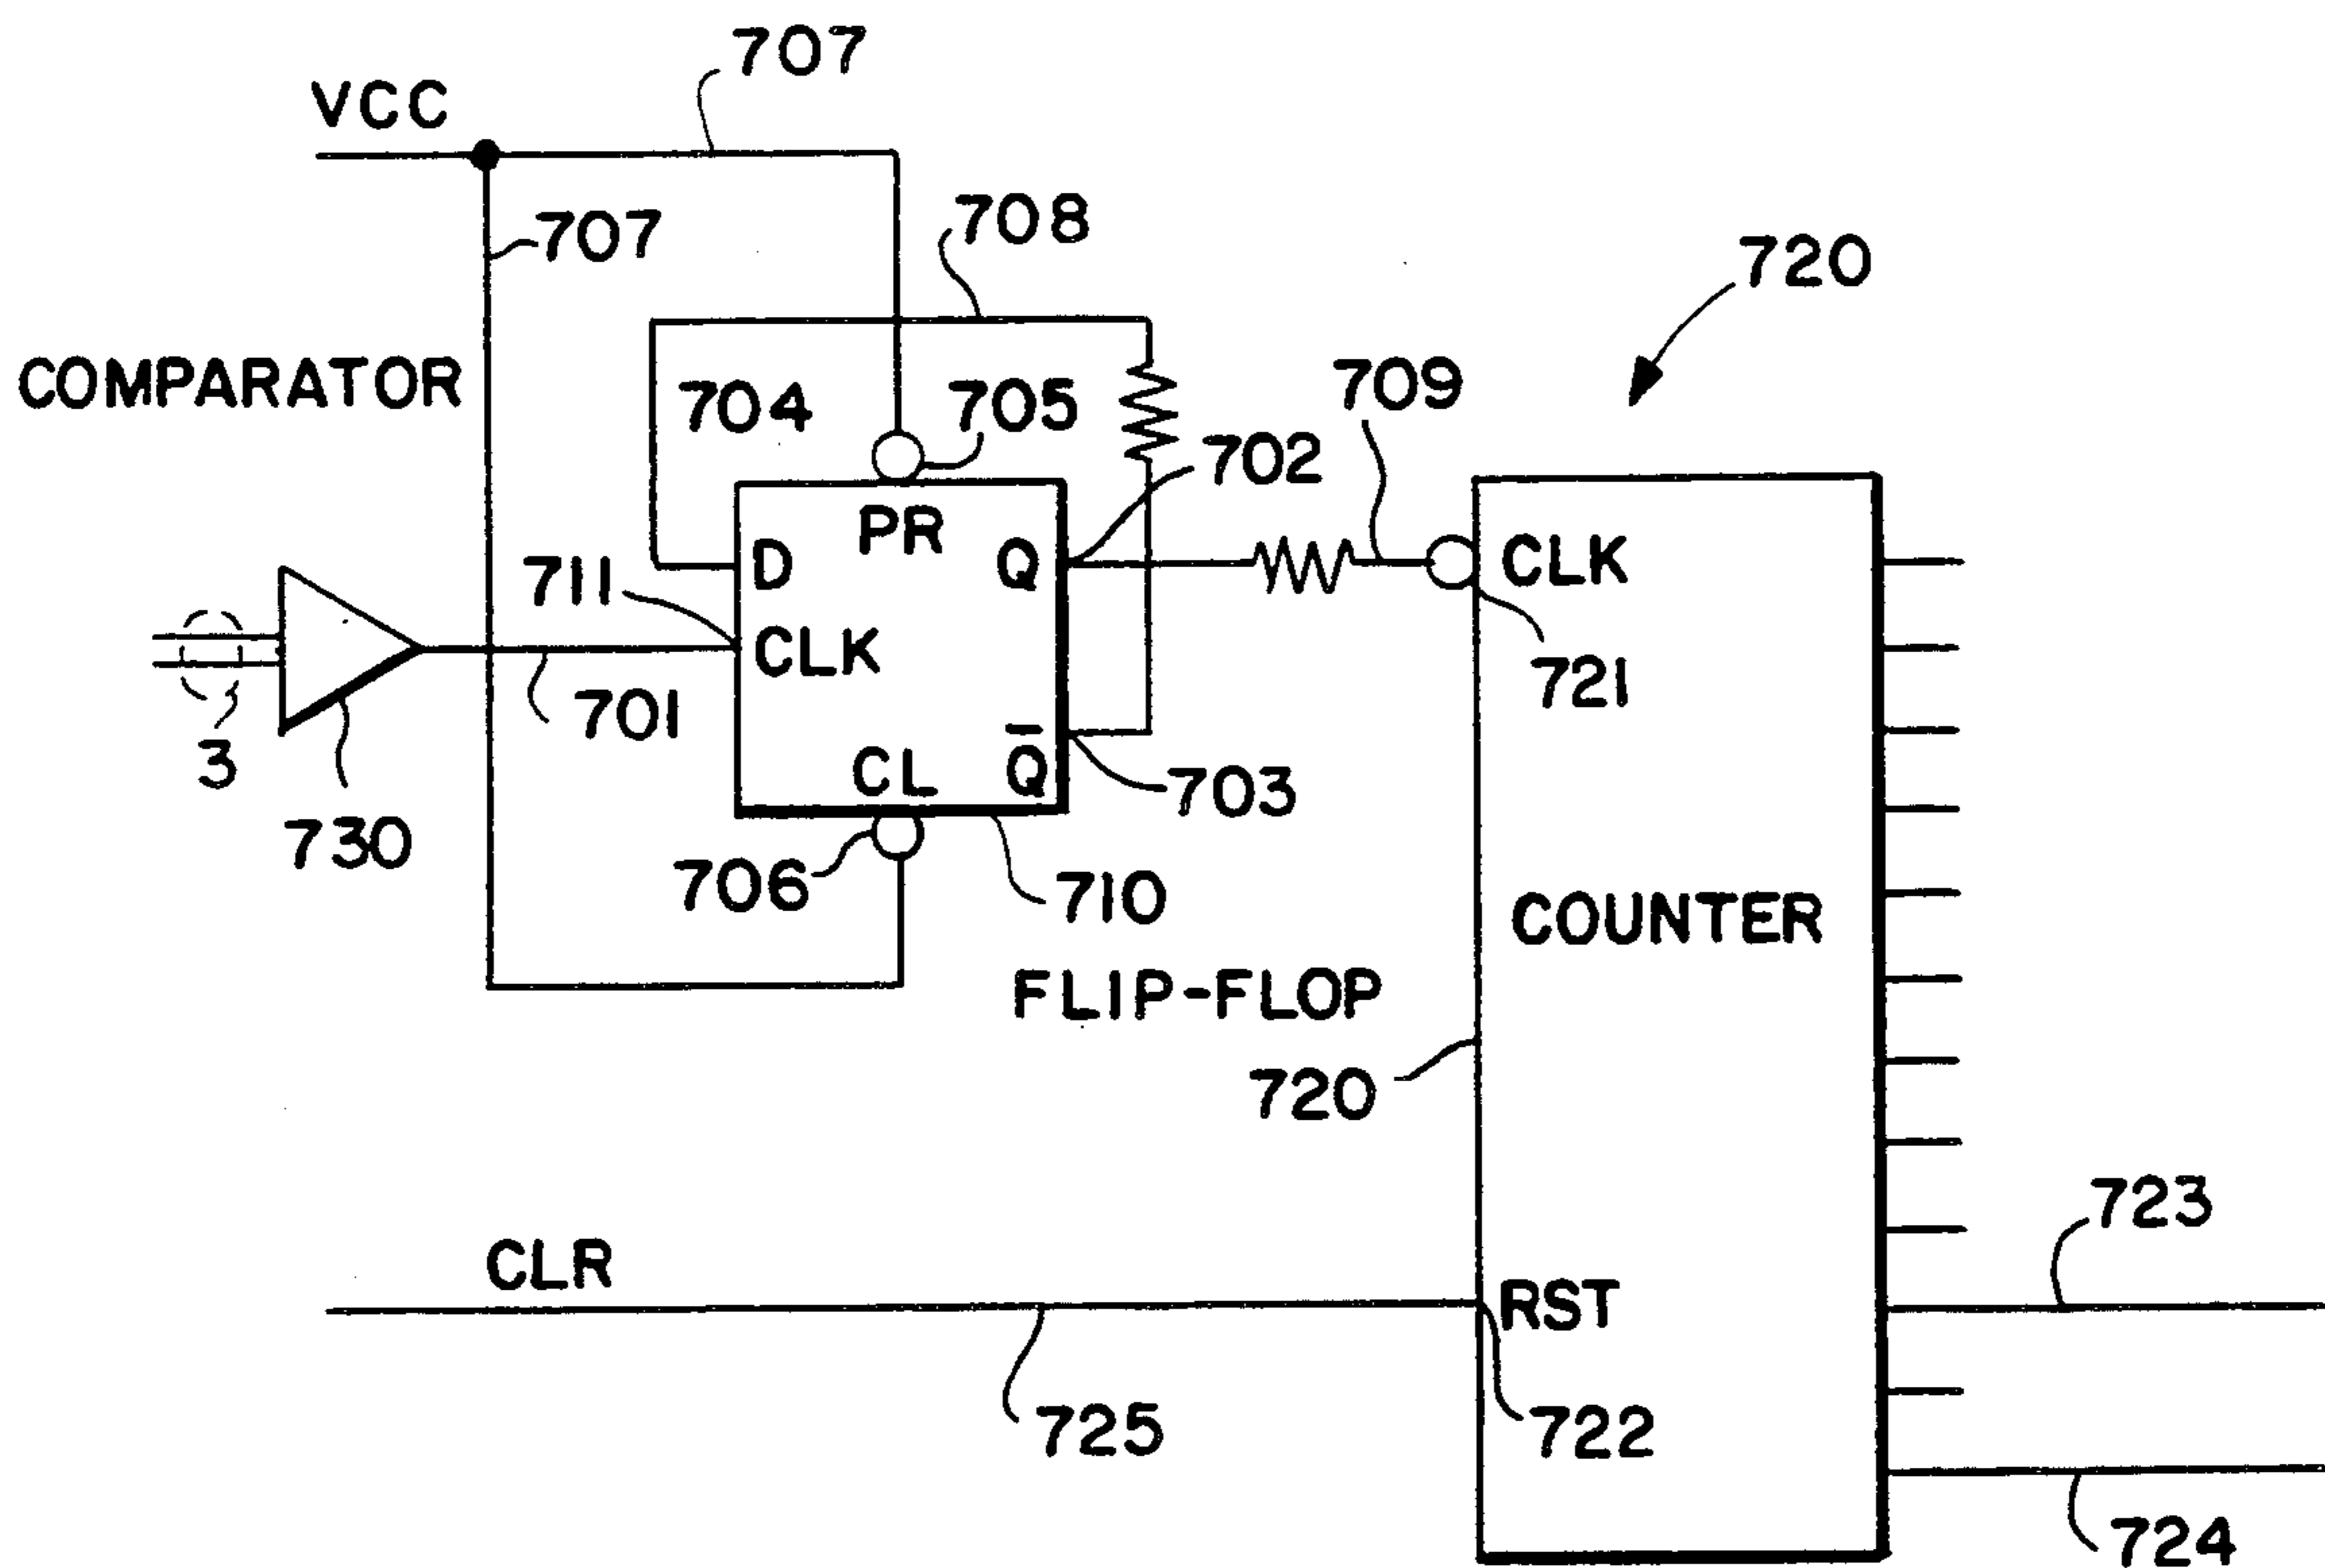 707
VCC
707
708
720
COMPARATOR
704
705
709
702
PR
D
Q
CLK
711
CLK
721
701
3
CL
Q̅
703
730
706
710
COUNTER
FLIP-FLOP
720
723
CLR
RST
725
722
724